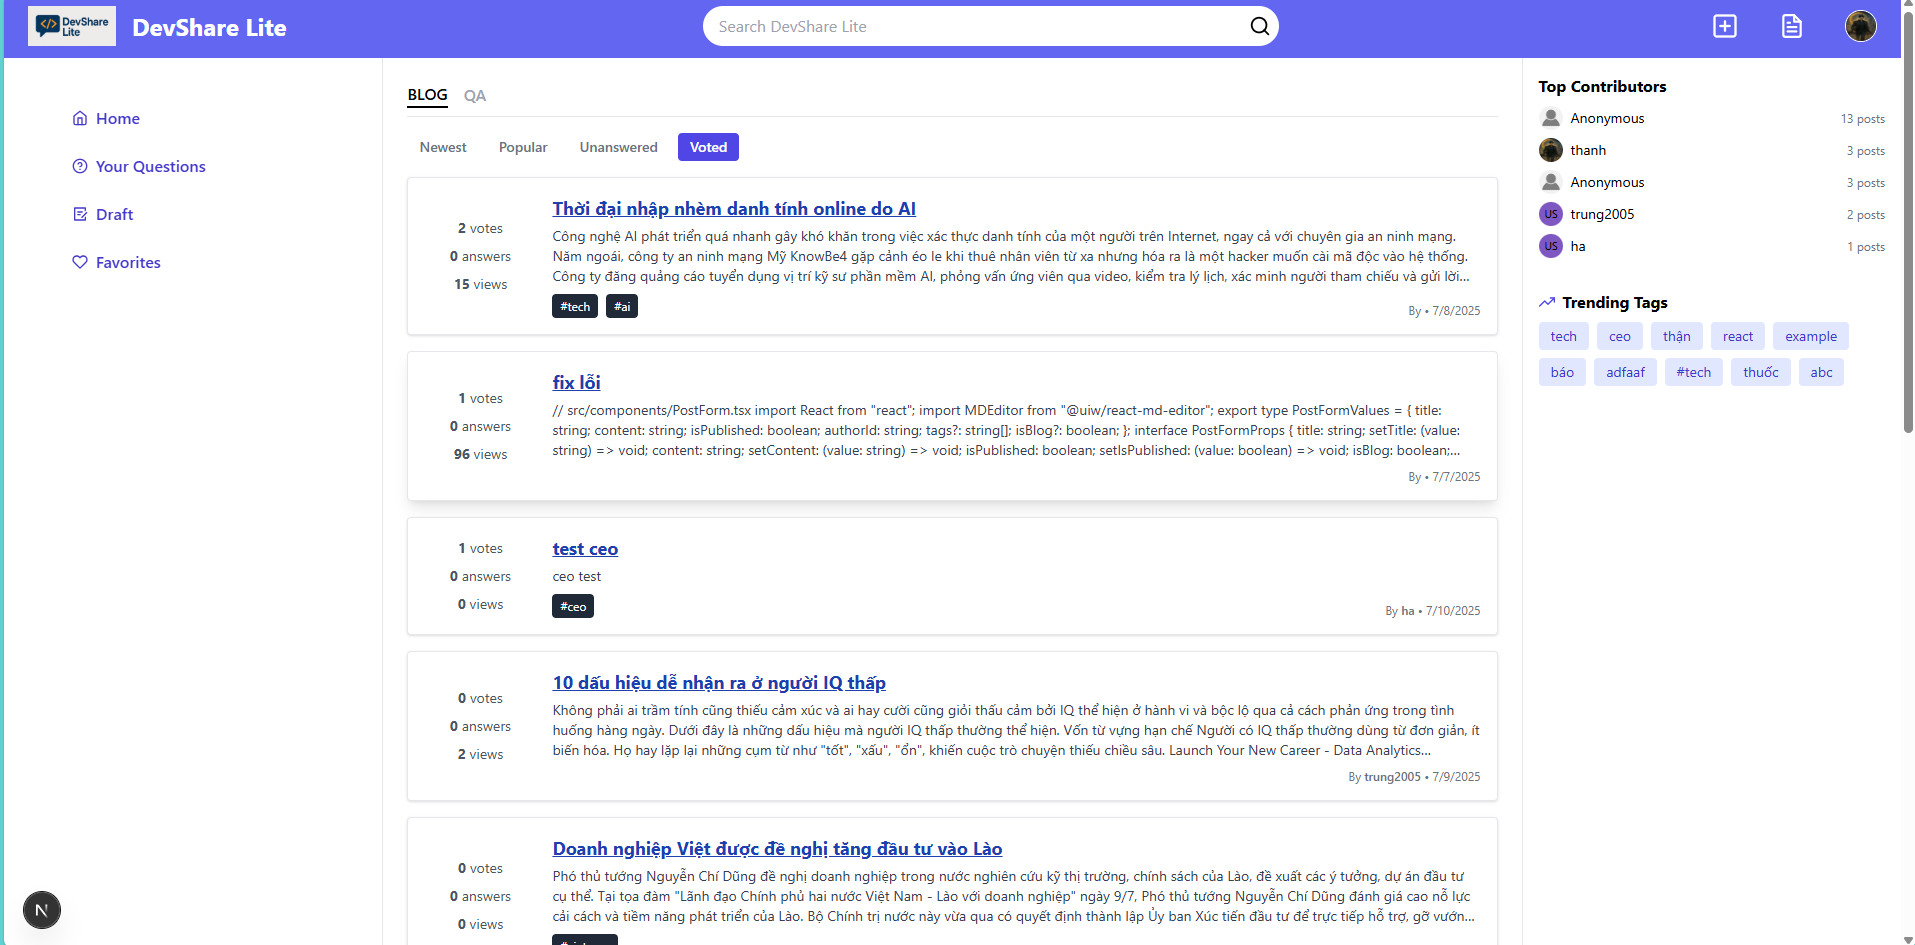 DevShare
Lite
DevShare Lite
Search DevShare Lite
Home
Your Questions
Draft
Favorites
BLOG QA
Newest Popular Unanswered Voted
2 votes
0 answers
15 views
Thời đại nhập nhèm danh tính online do AI
Công nghệ AI phát triển quá nhanh gây khó khăn trong việc xác thực danh tính của một người trên Internet, ngay cả với chuyên gia an ninh mạng.
Năm ngoái, công ty an ninh mạng Mỹ KnowBe4 gặp cảnh éo le khi thuê nhân viên từ xa nhưng hóa ra là một hacker muốn cài mã độc vào hệ thống.
Công ty đăng quảng cáo tuyển dụng vị trí kỹ sư phần mềm AI, phỏng vấn ứng viên qua video, kiểm tra lý lịch, xác minh người tham chiếu và gửi lời...
#tech #ai
By • 7/8/2025
1 votes
0 answers
96 views
fix lỗi
// src/components/PostForm.tsx import React from "react"; import MDEditor from "@uiw/react-md-editor"; export type PostFormValues = { title:
string; content: string; isPublished: boolean; authorId: string; tags?: string[]; isBlog?: boolean; }; interface PostFormProps { title: string; setTitle: (value:
string) => void; content: string; setContent: (value: string) => void; isPublished: boolean; setIsPublished: (value: boolean) => void; isBlog: boolean;...
By • 7/7/2025
1 votes
0 answers
0 views
test ceo
ceo test
#ceo
By ha • 7/10/2025
0 votes
0 answers
2 views
10 dấu hiệu dễ nhận ra ở người IQ thấp
Không phải ai trầm tính cũng thiếu cảm xúc và ai hay cười cũng giỏi thấu cảm bởi IQ thể hiện ở hành vi và bộc lộ qua cả cách phản ứng trong tình
huống hàng ngày. Dưới đây là những dấu hiệu mà người IQ thấp thường thể hiện. Vốn từ vựng hạn chế Người có IQ thấp thường dùng từ đơn giản, ít
biến hóa. Họ hay lặp lại những cụm từ như "tốt", "xấu", "ổn", khiến cuộc trò chuyện thiếu chiều sâu. Launch Your New Career - Data Analytics...
By trung2005 • 7/9/2025
0 votes
0 answers
0 views
Doanh nghiệp Việt được đề nghị tăng đầu tư vào Lào
Phó thủ tướng Nguyễn Chí Dũng đề nghị doanh nghiệp trong nước nghiên cứu kỹ thị trường, chính sách của Lào, đề xuất các ý tưởng, dự án đầu tư
cụ thể. Tại tọa đàm "Lãnh đạo Chính phủ hai nước Việt Nam - Lào với doanh nghiệp" ngày 9/7, Phó thủ tướng Nguyễn Chí Dũng đánh giá cao nỗ lực
cải cách và tiềm năng phát triển của Lào. Bộ Chính trị nước này vừa qua có quyết định thành lập Ủy ban Xúc tiến đầu tư để trực tiếp hỗ trợ, gỡ vướn...
Top Contributors
Anonymous 13 posts
thanh 3 posts
Anonymous 3 posts
US trung2005 2 posts
US ha 1 posts
Trending Tags
tech ceo thận react example
báo adfaaf #tech thuốc abc
N